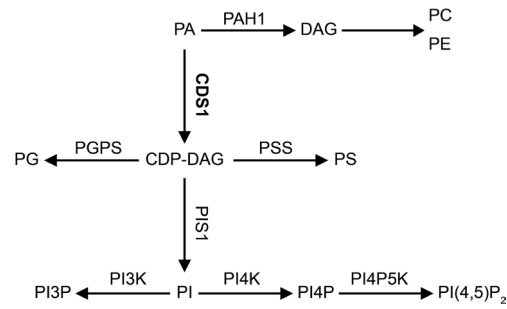 PA PAH1 DAG PC
PE
CDS1
PG PGPS CDP-DAG PSS PS
PIS1
PI3P PI3K PI PI4K PI4P PI4P5K PI(4,5)P₂